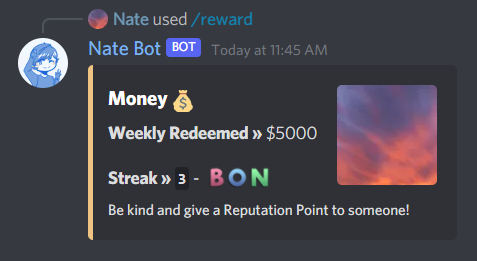 Nate used /reward
Nate Bot BOT Today at 11:45 AM
Money 💰
Weekly Redeemed » $5000
Streak » 3 - BON
Be kind and give a Reputation Point to someone!